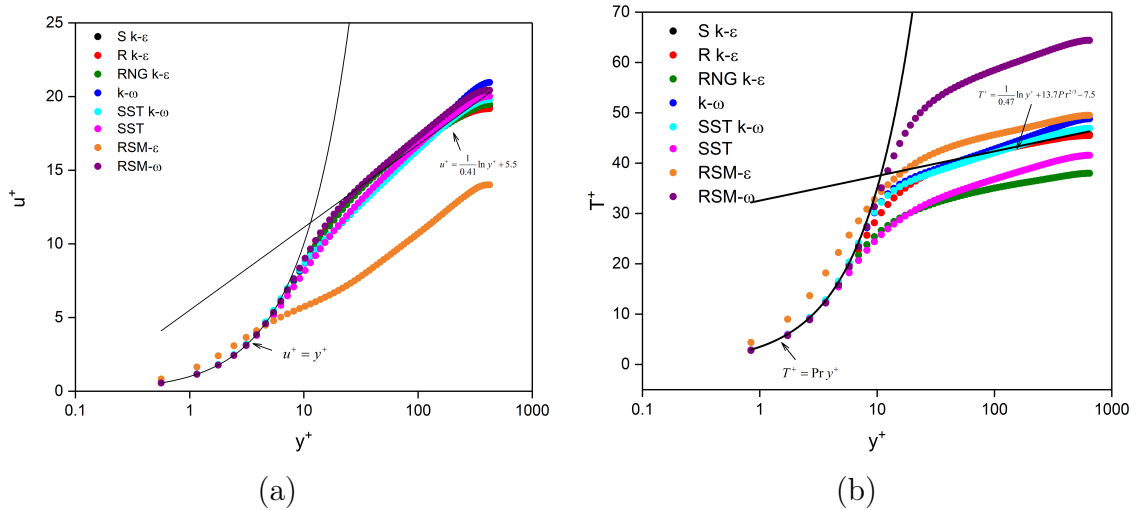 25
20
15
10
5
0
u⁺
0.1
1
10
100
1000
y⁺
S k-ε
R k-ε
RNG k-ε
k-ω
SST k-ω
SST
RSM-ε
RSM-ω
u⁺ = 1/0.41 ln y⁺ + 5.5
u⁺ = y⁺
(a)
70
60
50
40
30
20
10
0
T⁺
0.1
1
10
100
1000
y⁺
S k-ε
R k-ε
RNG k-ε
k-ω
SST k-ω
SST
RSM-ε
RSM-ω
T⁺ = 1/0.47 ln y⁺ + 13.7 Pr^2/3 − 7.5
T⁺ = Pr y⁺
(b)